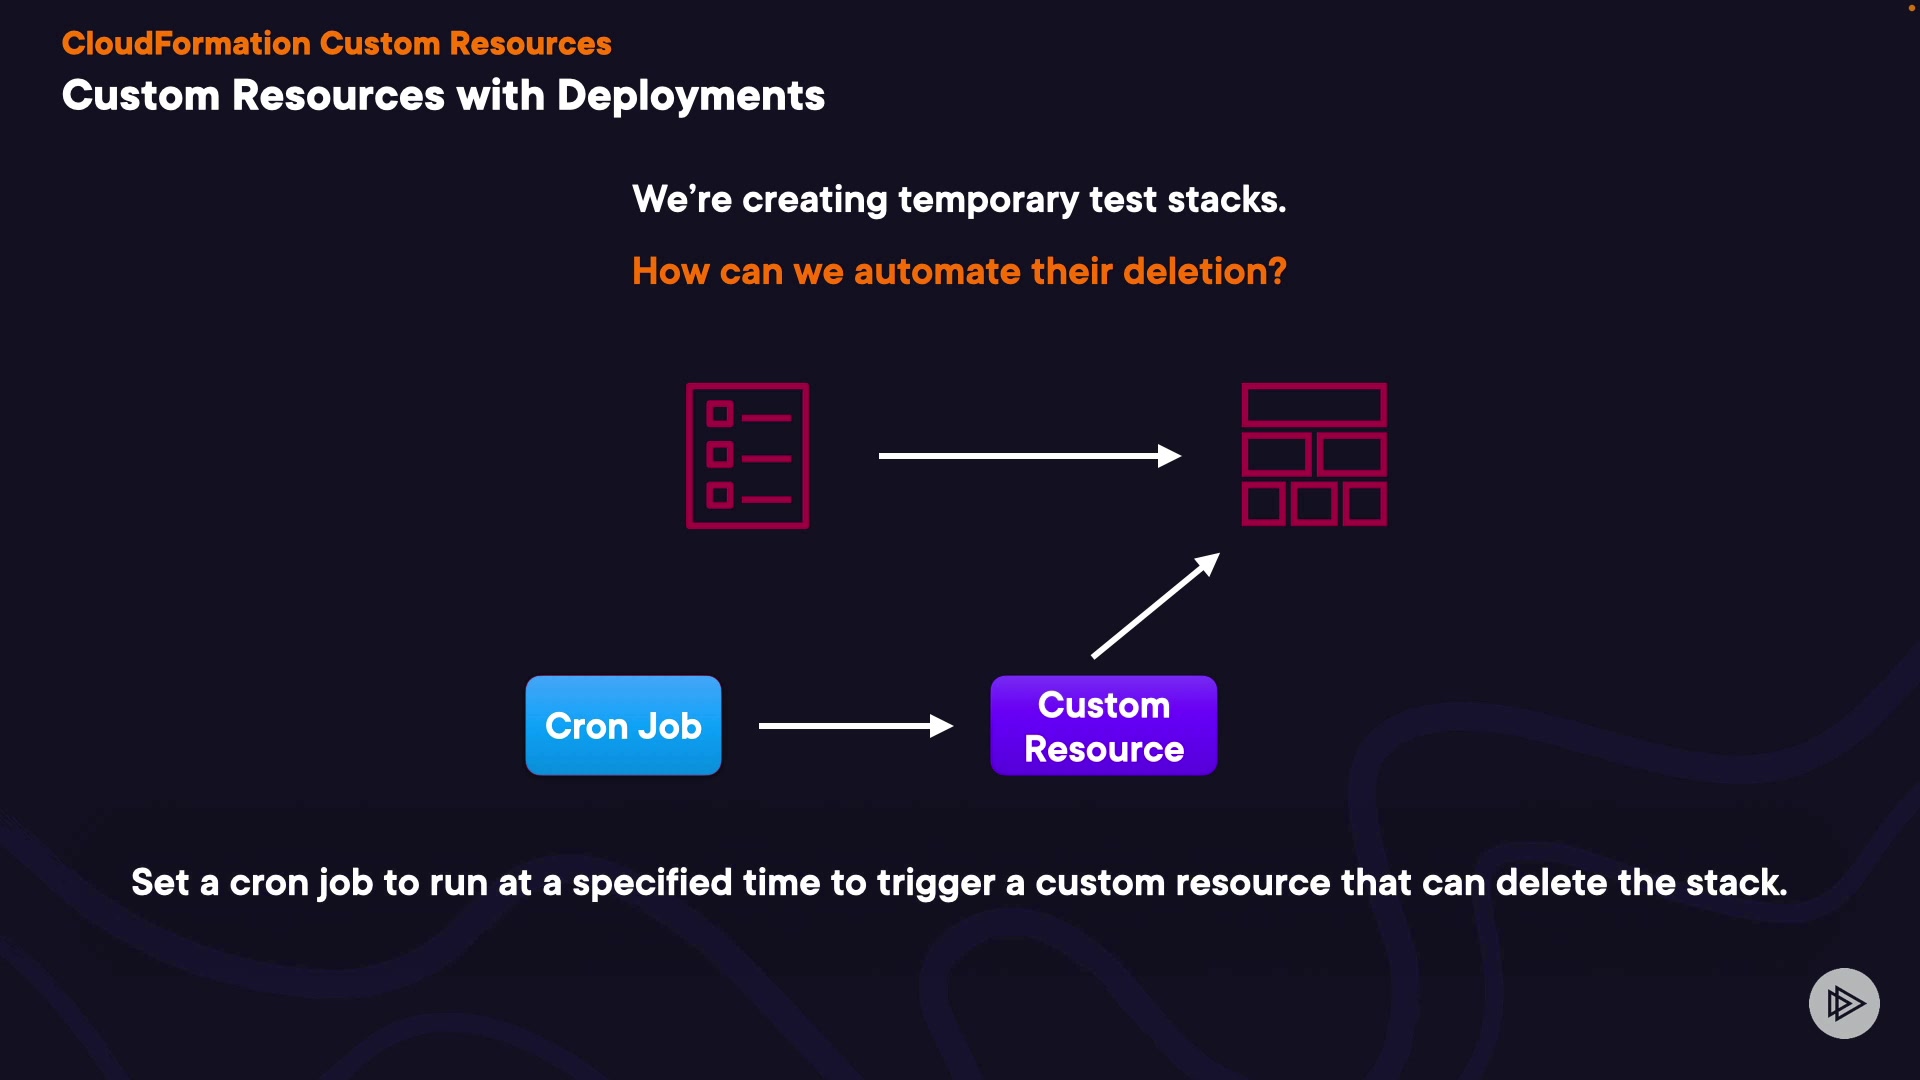 CloudFormation Custom Resources
Custom Resources with Deployments
We’re creating temporary test stacks.
How can we automate their deletion?
Cron Job
Custom
Resource
Set a cron job to run at a specified time to trigger a custom resource that can delete the stack.